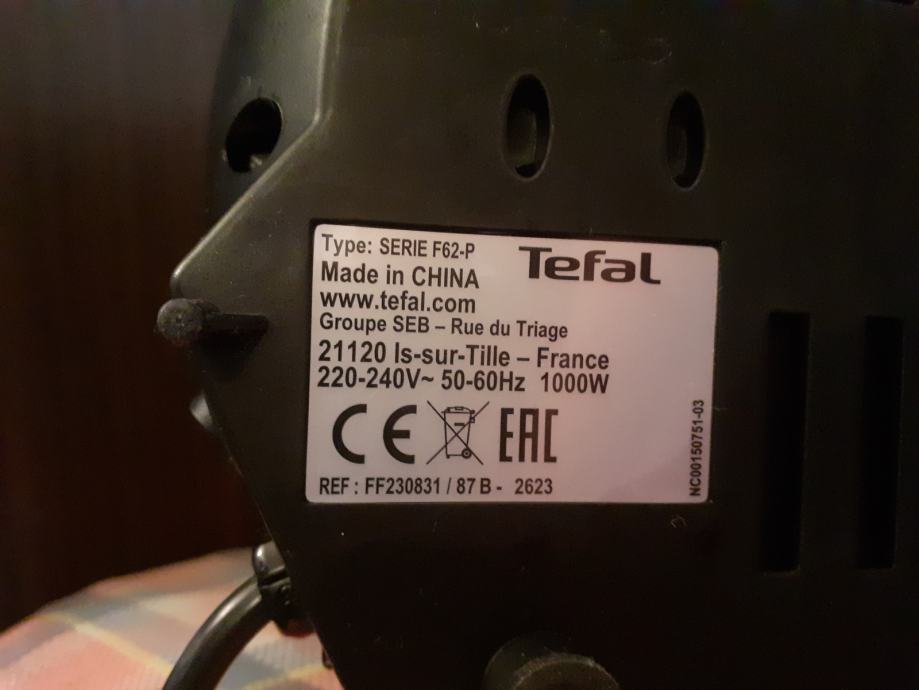 Type: SERIE F62-P
Tefal
Made in CHINA
www.tefal.com
Groupe SEB – Rue du Triage
21120 Is-sur-Tille – France
220-240V~ 50-60Hz 1000W
CE EAC
REF : FF230831 / 87 B - 2623
NC00150751-03